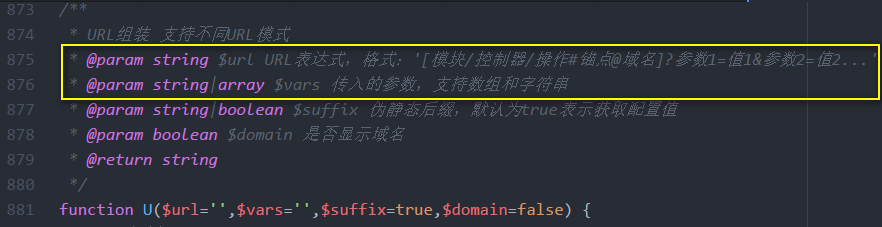 873 /**
874 * URL组装 支持不同URL模式
875 * @param string $url URL表达式，格式：'[模块/控制器/操作#锚点@域名]?参数1=值1&参数2=值2...'
876 * @param string|array $vars 传入的参数，支持数组和字符串
877 * @param string|boolean $suffix 伪静态后缀，默认为true表示获取配置值
878 * @param boolean $domain 是否显示域名
879 * @return string
880 */
881 function U($url='',$vars='',$suffix=true,$domain=false) {